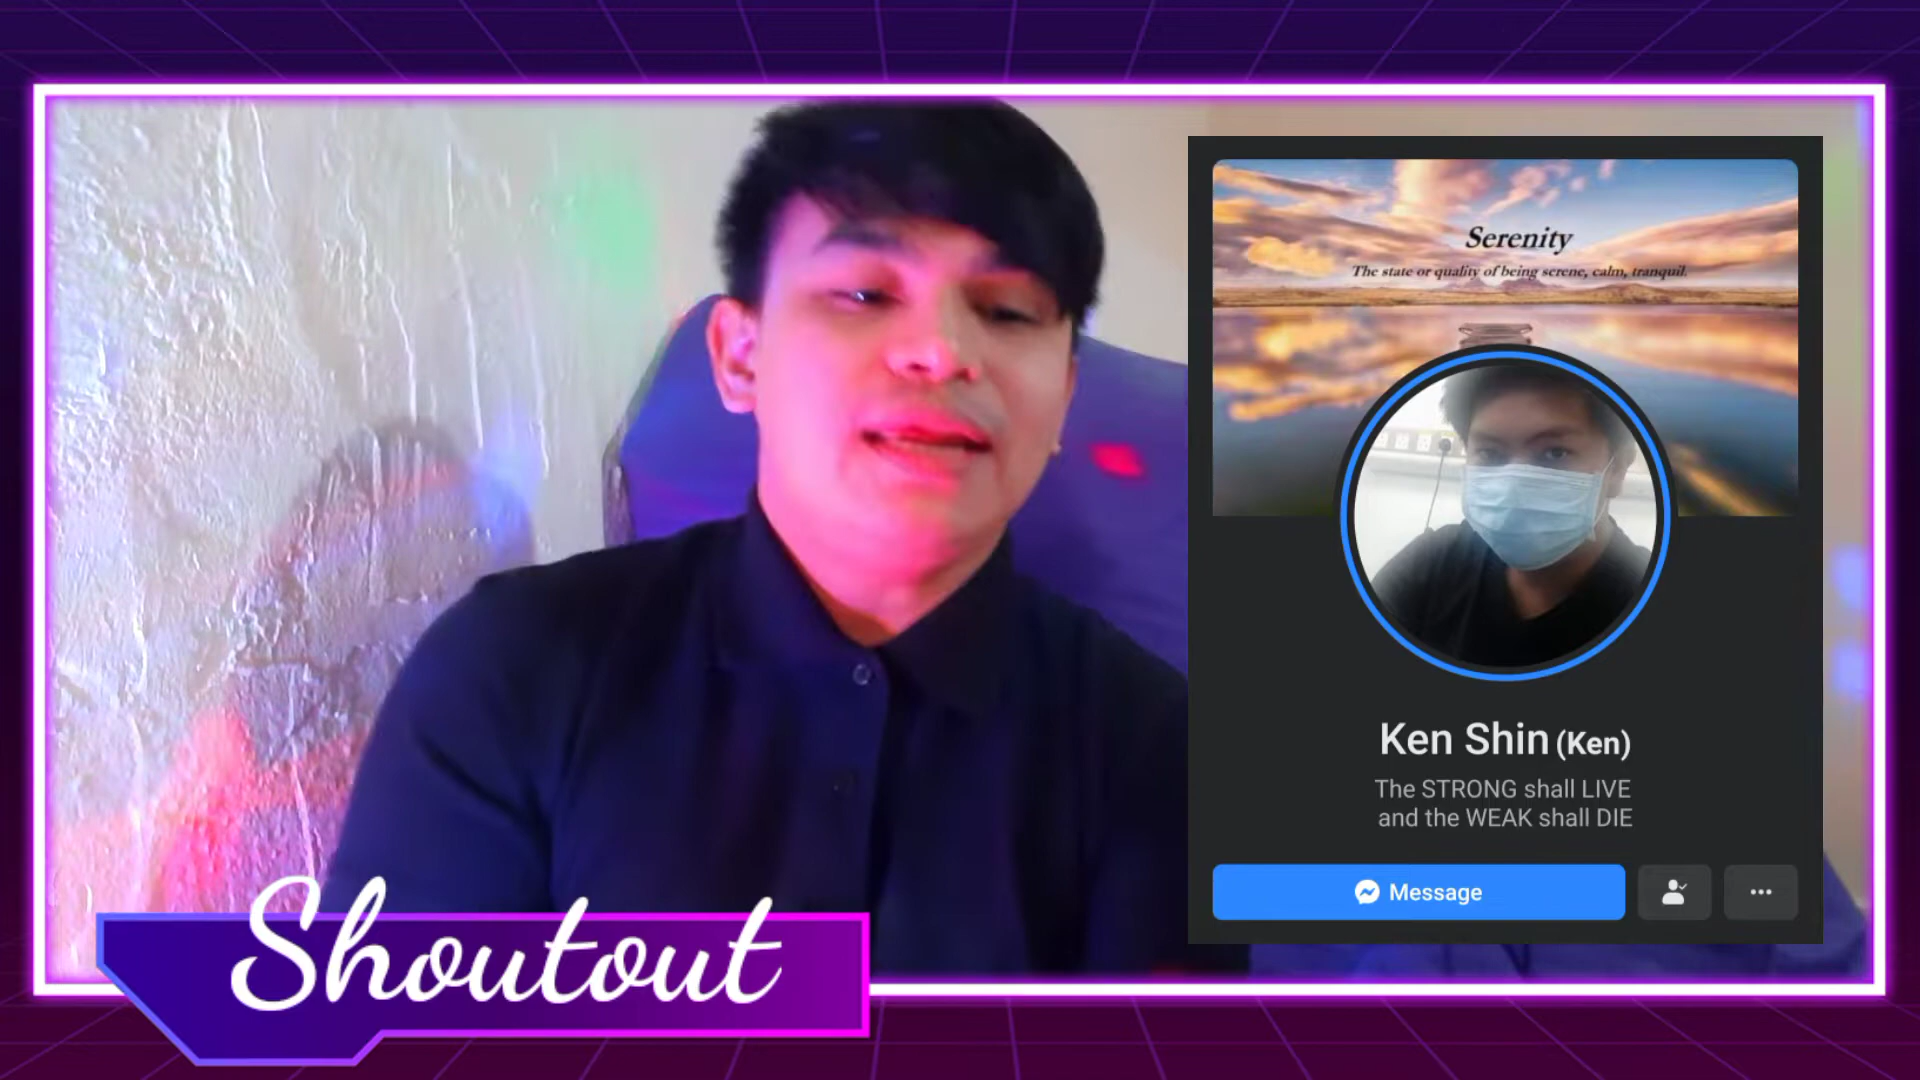 Serenity
The state or quality of being serene, calm, tranquil.
Ken Shin (Ken)
The STRONG shall LIVE
and the WEAK shall DIE
Message
Shoutout